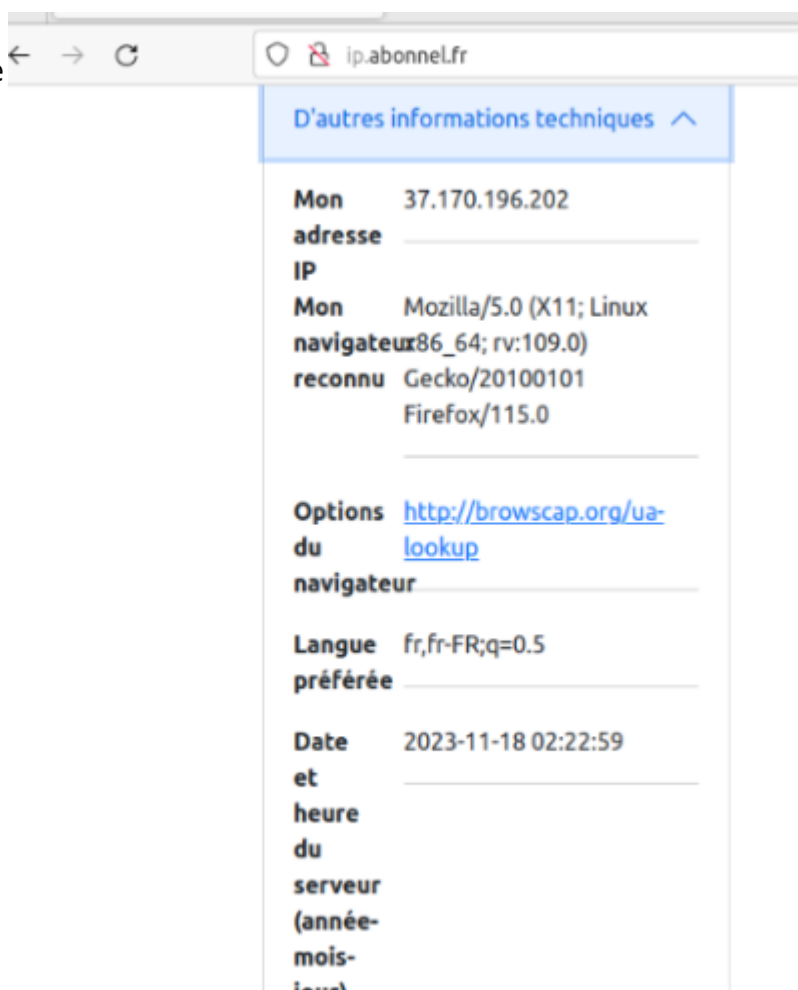 e
ip.abonnel.fr
D'autres informations techniques
Mon 37.170.196.202
adresse
IP
Mon Mozilla/5.0 (X11; Linux
navigateur x86_64; rv:109.0)
reconnu Gecko/20100101
Firefox/115.0
Options http://browscap.org/ua-
du lookup
navigateur
Langue fr,fr-FR;q=0.5
préférée
Date 2023-11-18 02:22:59
et
heure
du
serveur
(année-
mois-
jour)